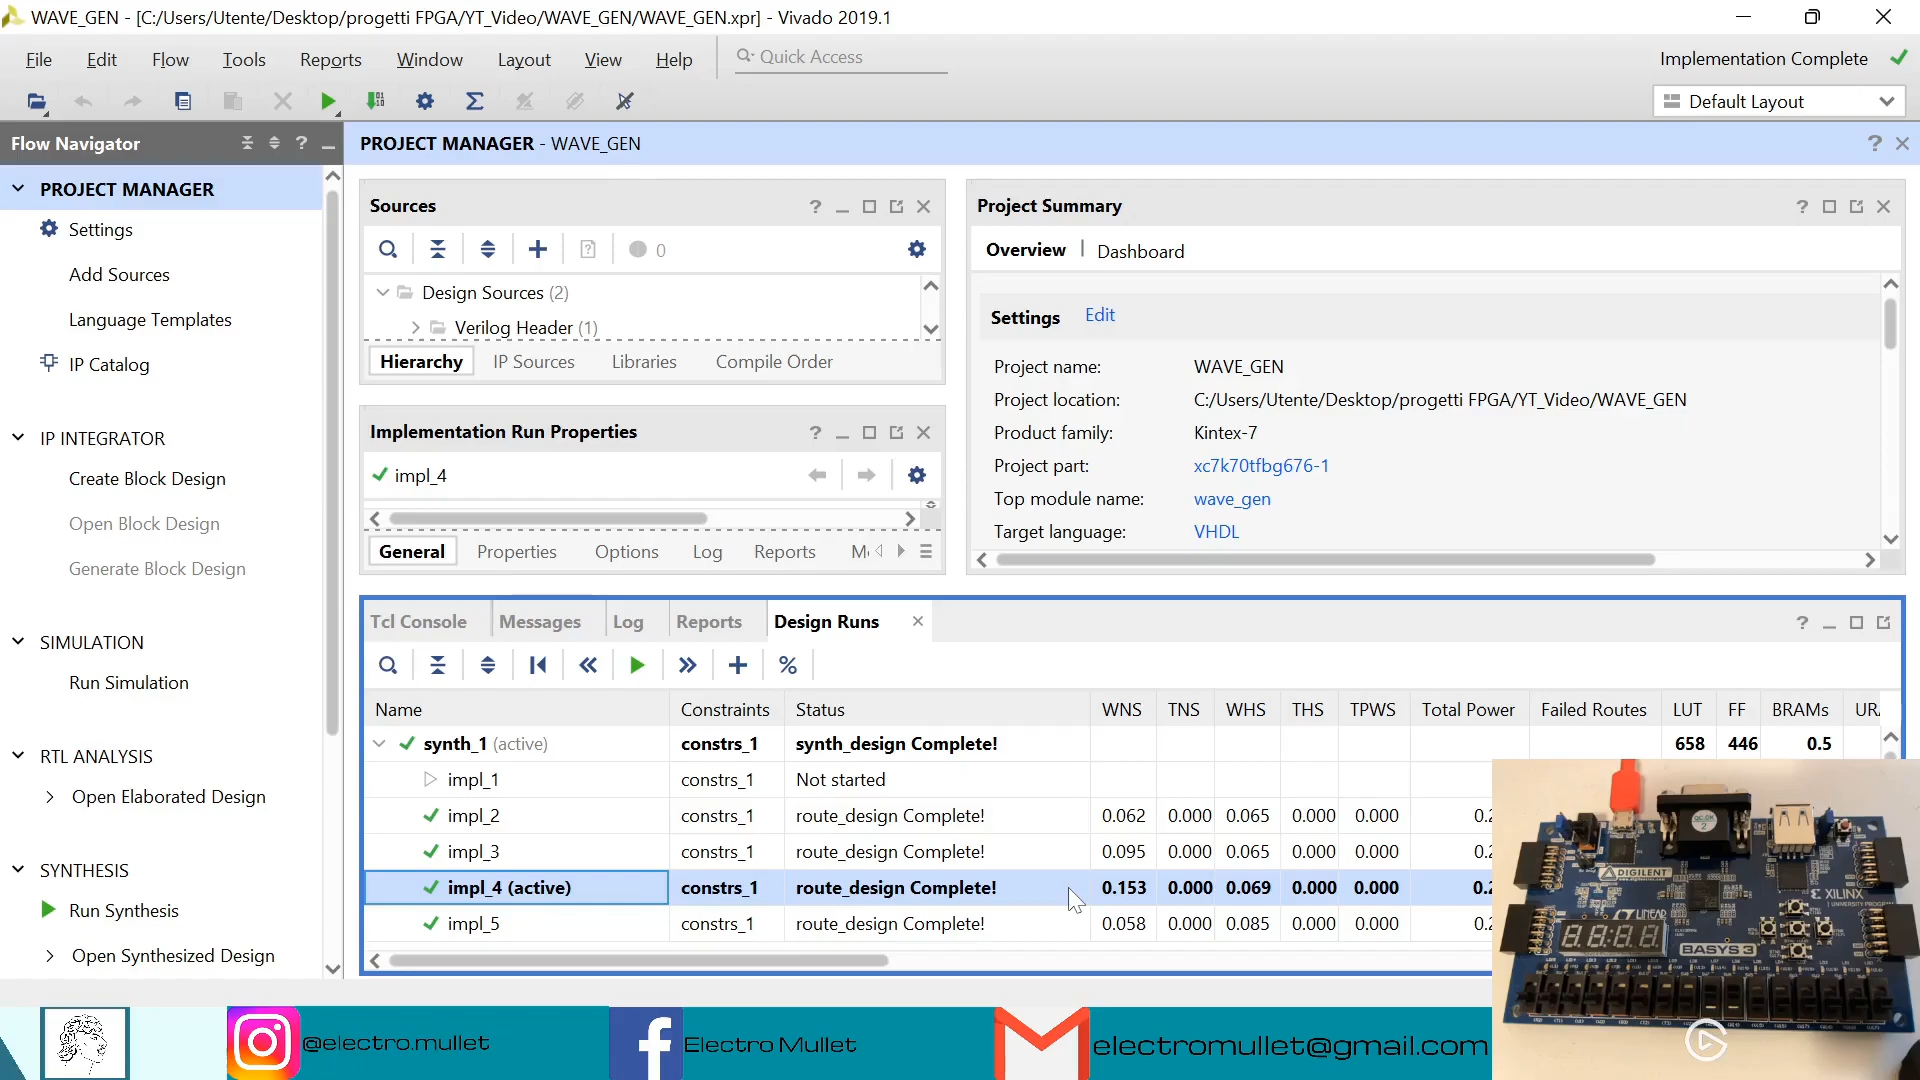 WAVE_GEN - [C:/Users/Utente/Desktop/progetti FPGA/YT_Video/WAVE_GEN/WAVE_GEN.xpr] - Vivado 2019.1
File Edit Flow Tools Reports Window Layout View Help Quick Access Implementation Complete
Default Layout
Flow Navigator
PROJECT MANAGER - WAVE_GEN
PROJECT MANAGER
Settings
Add Sources
Language Templates
IP Catalog
IP INTEGRATOR
Create Block Design
Open Block Design
Generate Block Design
SIMULATION
Run Simulation
RTL ANALYSIS
Open Elaborated Design
SYNTHESIS
Run Synthesis
Open Synthesized Design
Sources
0
Design Sources (2)
Verilog Header (1)
Hierarchy IP Sources Libraries Compile Order
Implementation Run Properties
impl_4
General Properties Options Log Reports
Project Summary
Overview Dashboard
Settings Edit
Project name: WAVE_GEN
Project location: C:/Users/Utente/Desktop/progetti FPGA/YT_Video/WAVE_GEN
Product family: Kintex-7
Project part: xc7k70tfbg676-1
Top module name: wave_gen
Target language: VHDL
Tcl Console Messages Log Reports Design Runs
Name Constraints Status WNS TNS WHS THS TPWS Total Power Failed Routes LUT FF BRAMs
synth_1 (active) constrs_1 synth_design Complete! 658 446 0.5
impl_1 constrs_1 Not started
impl_2 constrs_1 route_design Complete! 0.062 0.000 0.065 0.000 0.000
impl_3 constrs_1 route_design Complete! 0.095 0.000 0.065 0.000 0.000
impl_4 (active) constrs_1 route_design Complete! 0.153 0.000 0.069 0.000 0.000
impl_5 constrs_1 route_design Complete! 0.058 0.000 0.085 0.000 0.000
DIGILENT
XILINX
LINEAR
BASYS 3
@electro.mullet
Electro Mullet
electromullet@gmail.com